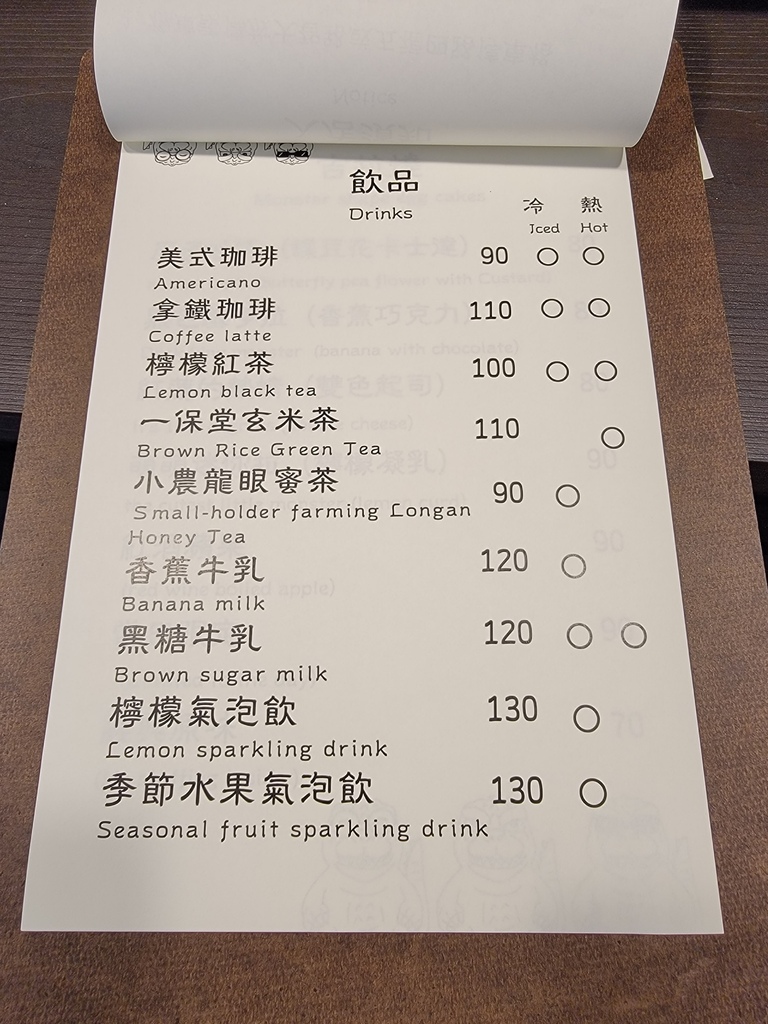 飲品
Drinks
冷 熱
Iced Hot
美式珈琲 90 ○ ○
Americano
拿鐵珈琲 110 ○ ○
Coffee latte
檸檬紅茶 100 ○ ○
Lemon black tea
一保堂玄米茶 110 ○
Brown Rice Green Tea
小農龍眼蜜茶 90 ○
Small-holder farming Longan
Honey Tea
香蕉牛乳 120 ○
Banana milk
黑糖牛乳 120 ○ ○
Brown sugar milk
檸檬氣泡飲 130 ○
Lemon sparkling drink
季節水果氣泡飲 130 ○
Seasonal fruit sparkling drink